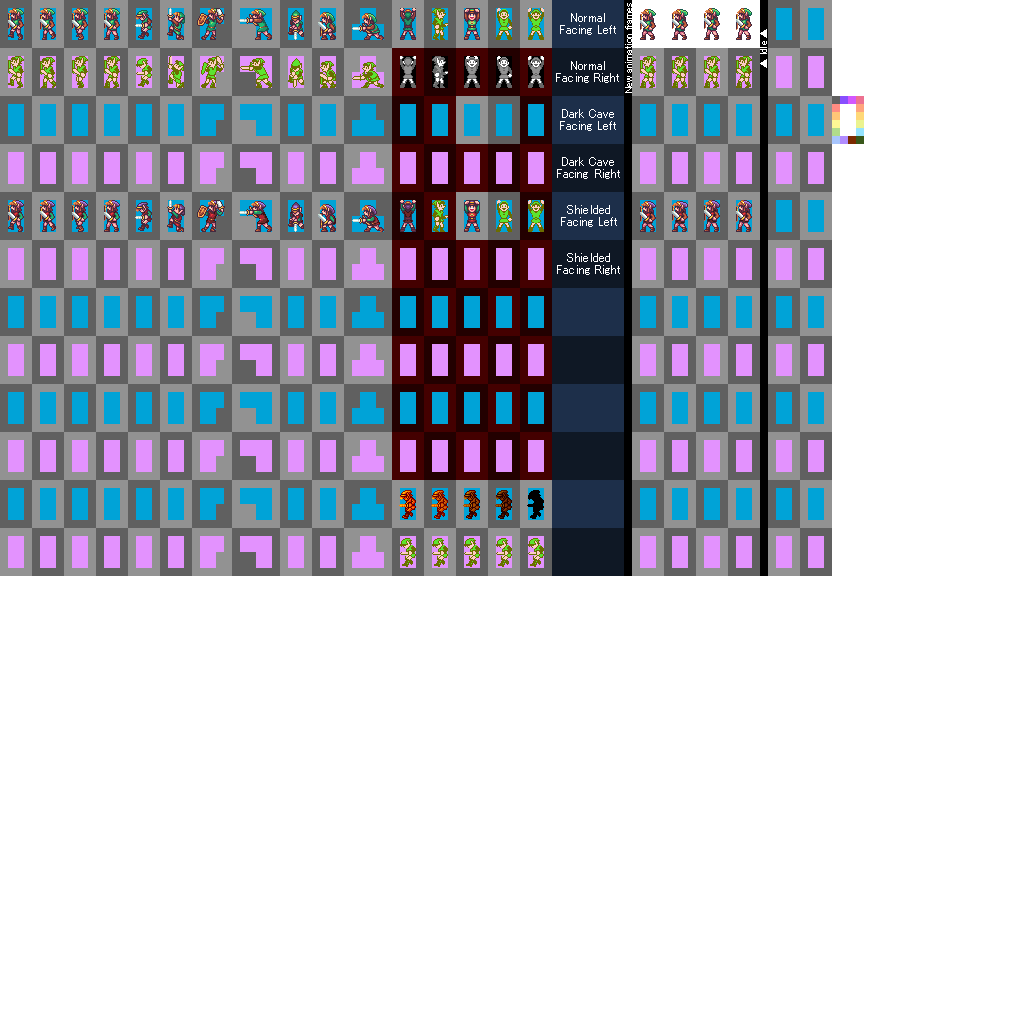 Normal
Facing Left
Normal
Facing Right
Dark Cave
Facing Left
Dark Cave
Facing Right
Shielded
Facing Left
Shielded
Facing Right
New animation frames
Idle